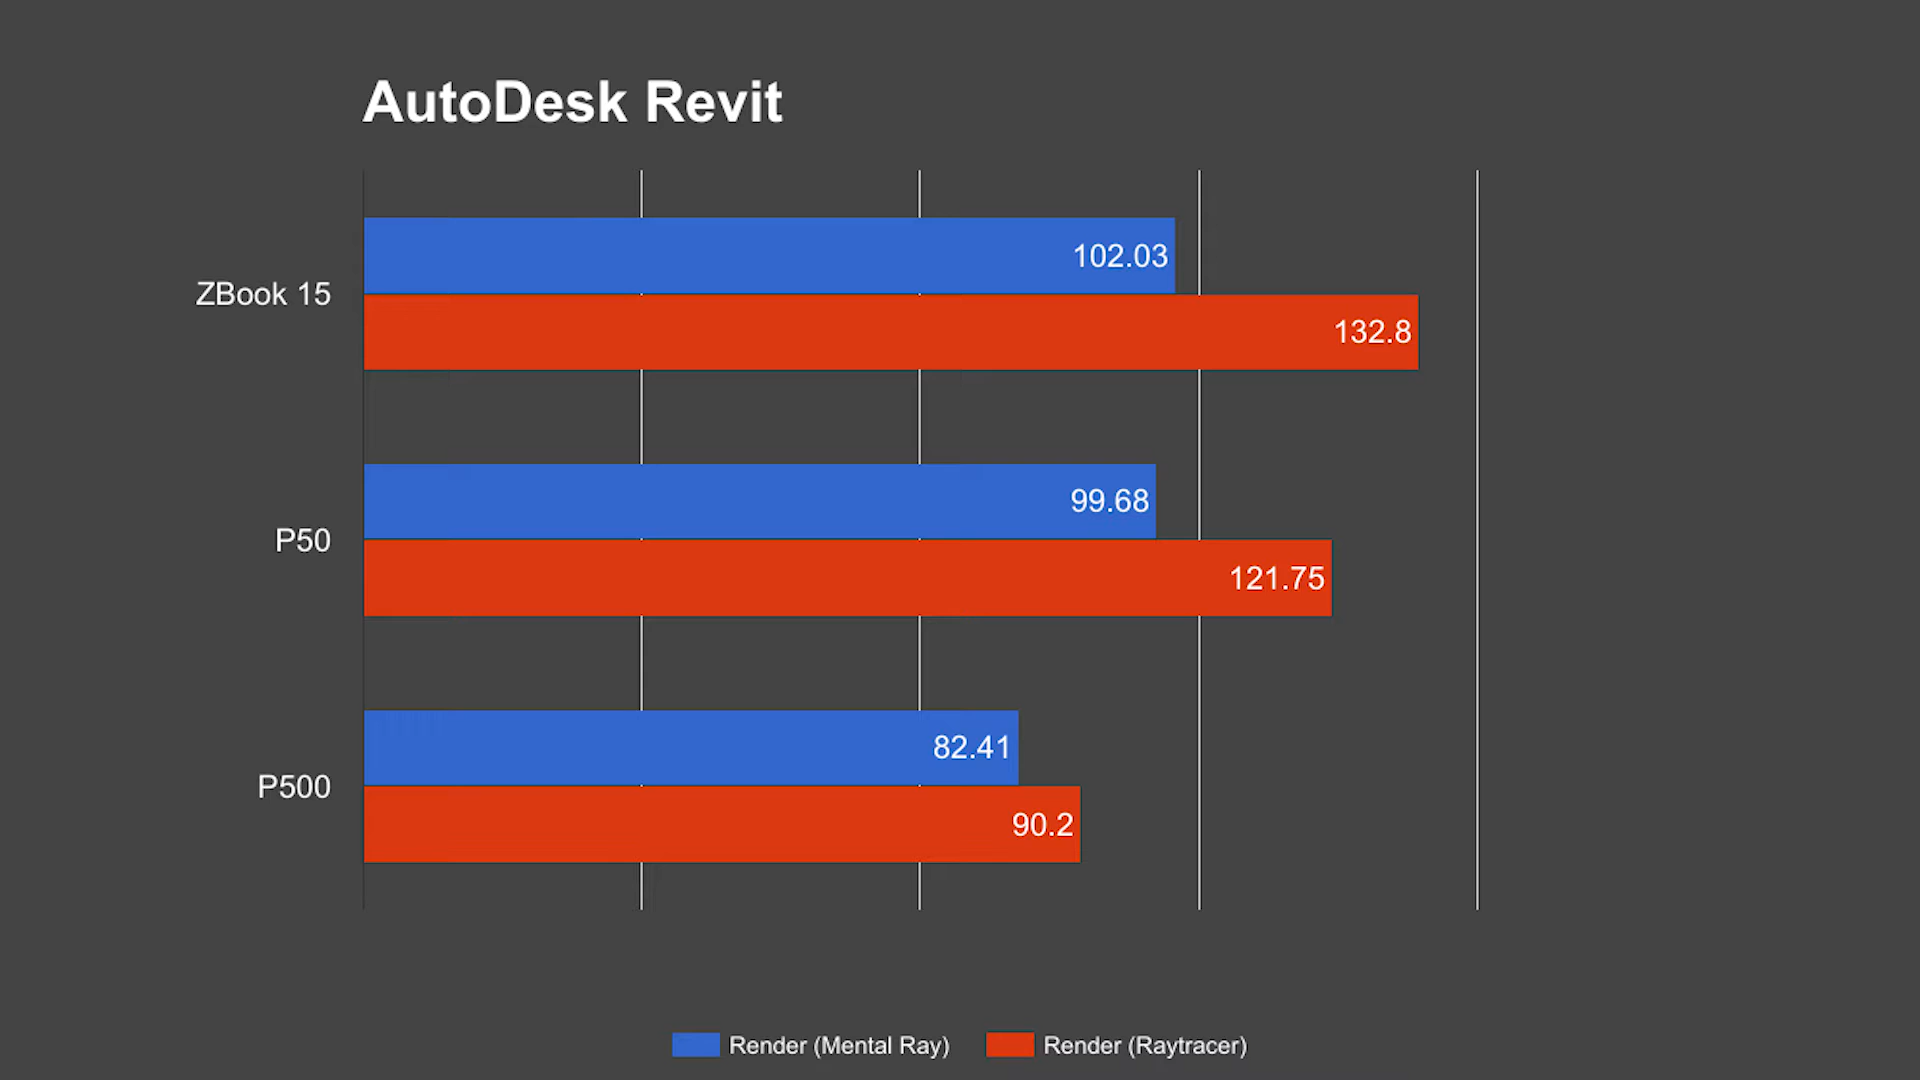 AutoDesk Revit
ZBook 15
102.03
132.8
P50
99.68
121.75
P500
82.41
90.2
Render (Mental Ray)
Render (Raytracer)